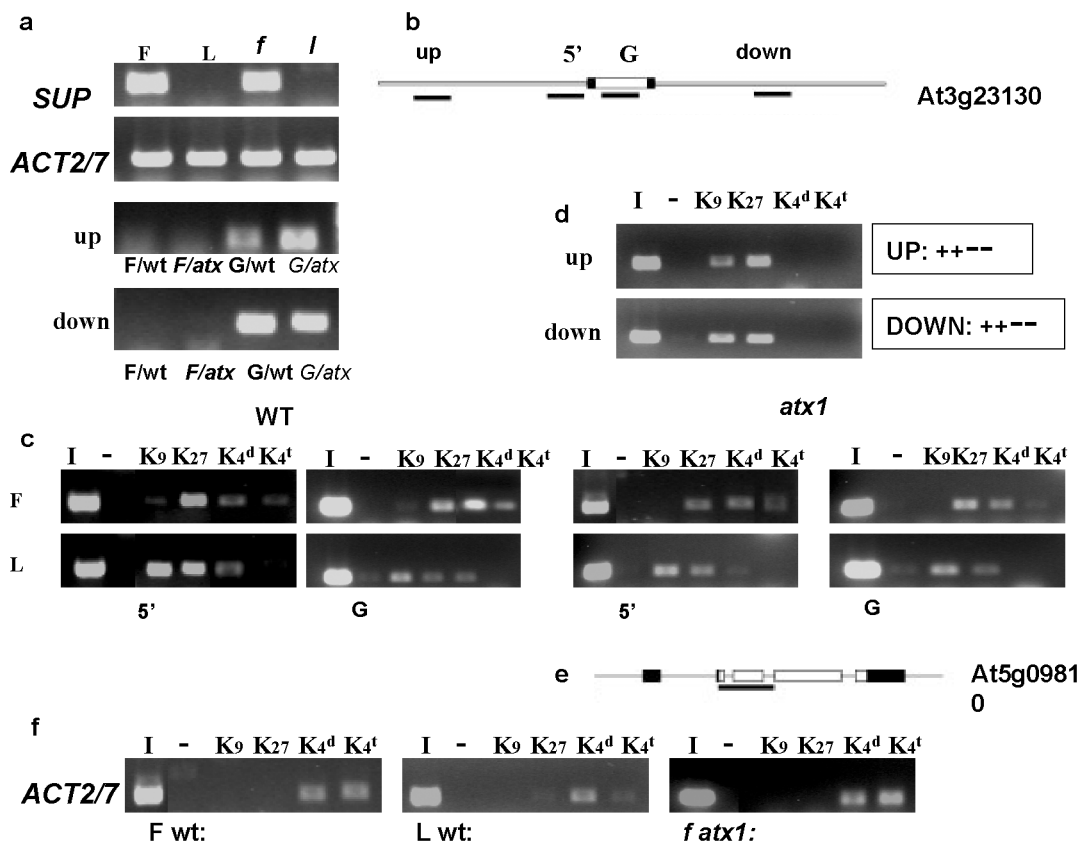 a
F L f l
SUP
ACT2/7
up
F/wt F/atx G/wt G/atx
down
F/wt F/atx G/wt G/atx
b
up 5’ G down
At3g23130
d
I - K9 K27 K4d K4t
up
UP: ++--
down
DOWN: ++--
WT
atx1
c
I - K9 K27 K4d K4t
I - K9 K27 K4d K4t
I - K9 K27 K4d K4t
I - K9 K27 K4d K4t
F
L
5’ G 5’ G
e
At5g0981
0
f
I - K9 K27 K4d K4t
I - K9 K27 K4d K4t
I - K9 K27 K4d K4t
ACT2/7
F wt: L wt: f atx1: